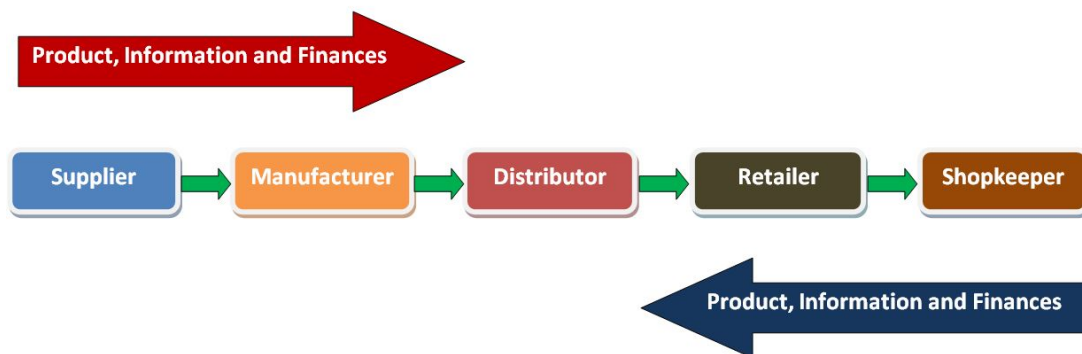 Product, Information and Finances
Supplier
Manufacturer
Distributor
Retailer
Shopkeeper
Product, Information and Finances